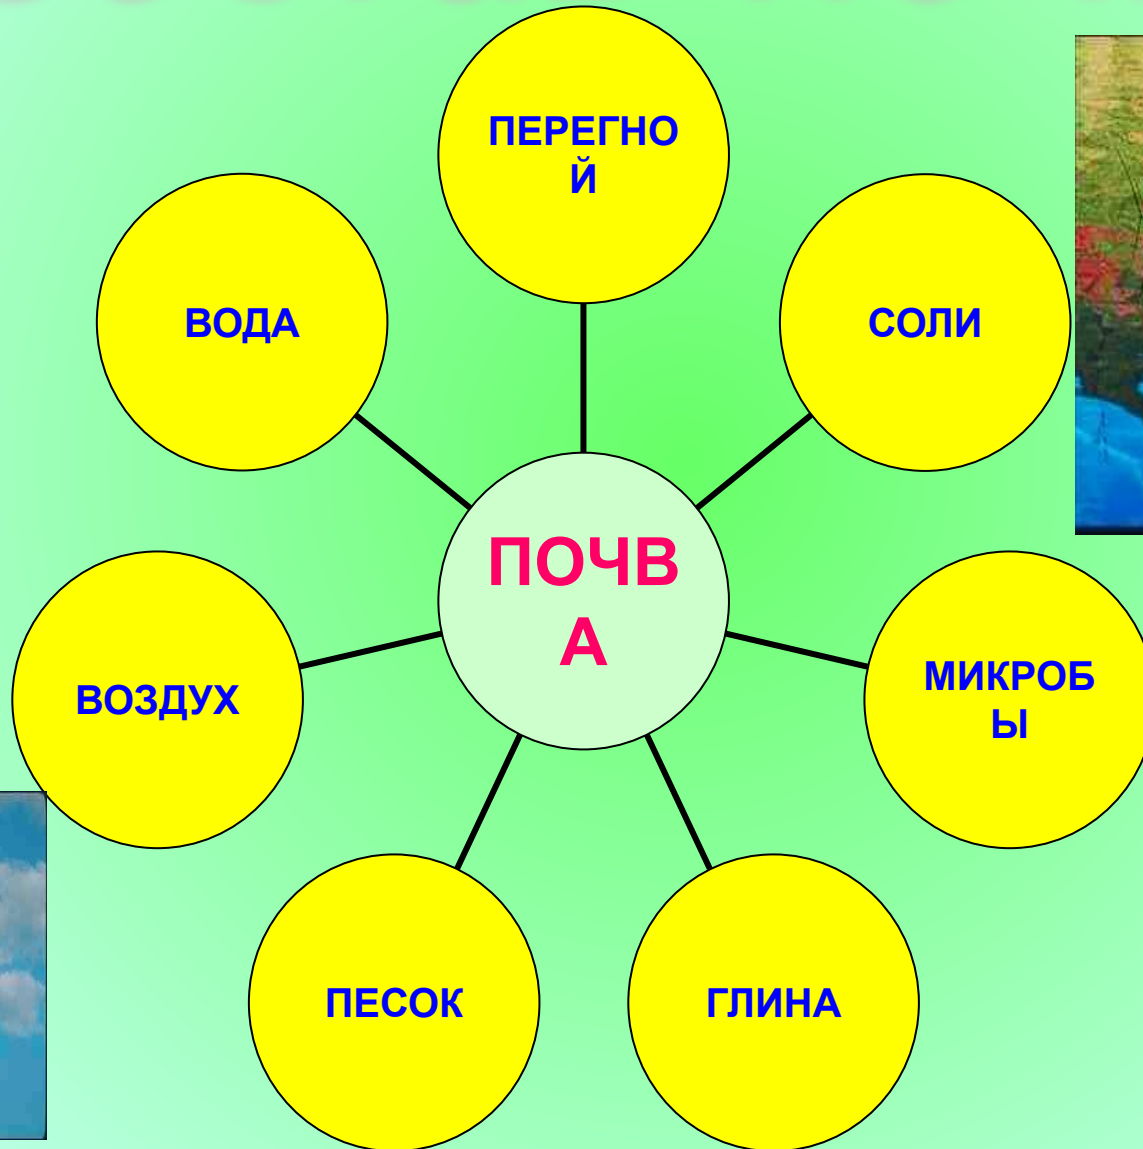 ПЕРЕГНО
Й
ВОДА
СОЛИ
ПОЧВ
А
ВОЗДУХ
МИКРОБ
Ы
ПЕСОК
ГЛИНА